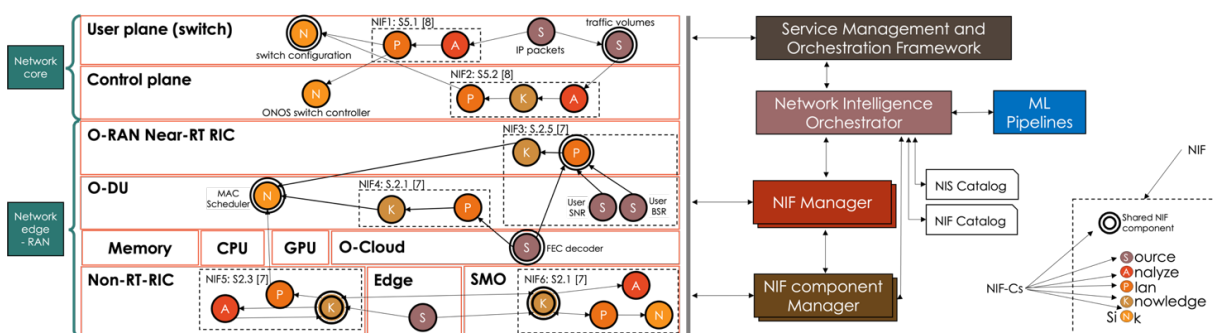 Network
core
Network
edge
- RAN
User plane (switch)
N
switch configuration
NIF1: S5.1 [8]
P
A
S
IP packets
traffic volumes
S
Control plane
N
ONOS switch controller
NIF2: S5.2 [8]
P
K
A
O-RAN Near-RT RIC
NIF3: S.2.5 [7]
K
P
O-DU
MAC
Scheduler
N
NIF4: S.2.1 [7]
K
P
User
SNR
S
S
User
BSR
Memory
CPU
GPU
O-Cloud
S
FEC decoder
Non-RT-RIC
NIF5: S2.3 [7]
A
P
K
Edge
S
SMO
NIF6: S2.1 [7]
K
A
P
N
Service Management and
Orchestration Framework
Network Intelligence
Orchestrator
ML
Pipelines
NIF Manager
NIS Catalog
NIF Catalog
NIF component
Manager
NIF
Shared NIF
component
NIF-Cs
Source
Analyze
Plan
Knowledge
SiNk